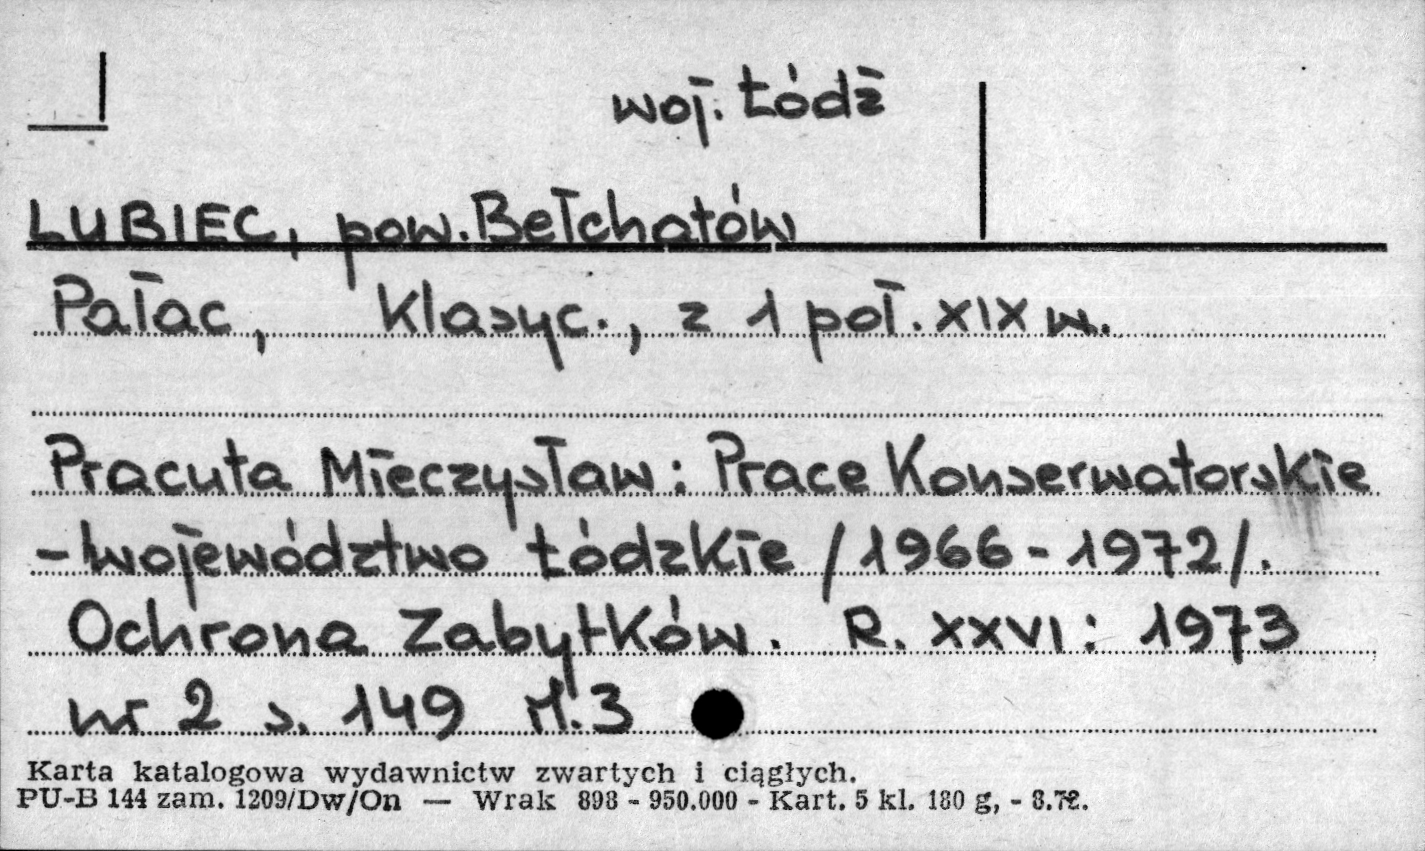 woj. Łódź
LUBIEC, pow. Bełchatów
Pałac, Klasyc., z 1 poł. XIX w.
Pracuta Mieczysław: Prace Konserwatorskie
- województwo Łódzkie /1966-1972/.
Ochrona Zabytków. R. XXVI: 1973
nr 2 s. 149 il. 3
Karta katalogowa wydawnictw zwartych i ciągłych.
PU-B 144 zam. 1209/Dw/On — Wrak 898 - 950.000 - Kart. 5 kl. 180 g, - 8.72.